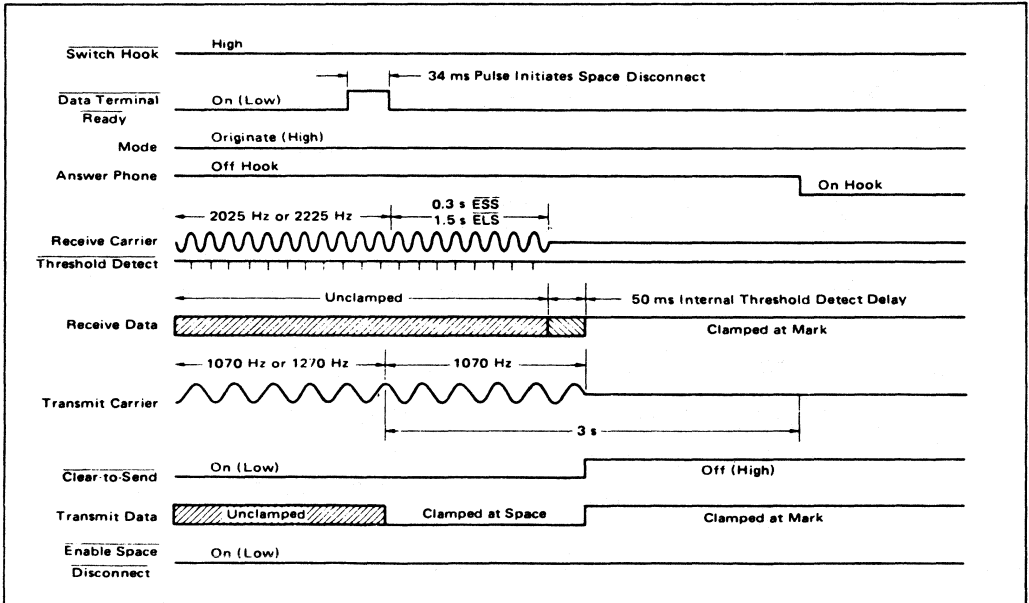 Switch Hook
High
34 ms Pulse Initiates Space Disconnect
Data Terminal
Ready
On (Low)
Mode
Originate (High)
Answer Phone
Off Hook
On Hook
2025 Hz or 2225 Hz
0.3 s ESS
1.5 s ELS
Receive Carrier
Threshold Detect
Unclamped
50 ms Internal Threshold Detect Delay
Receive Data
Clamped at Mark
1070 Hz or 1270 Hz
1070 Hz
Transmit Carrier
3 s
Clear-to-Send
On (Low)
Off (High)
Transmit Data
Unclamped
Clamped at Space
Clamped at Mark
Enable Space
Disconnect
On (Low)